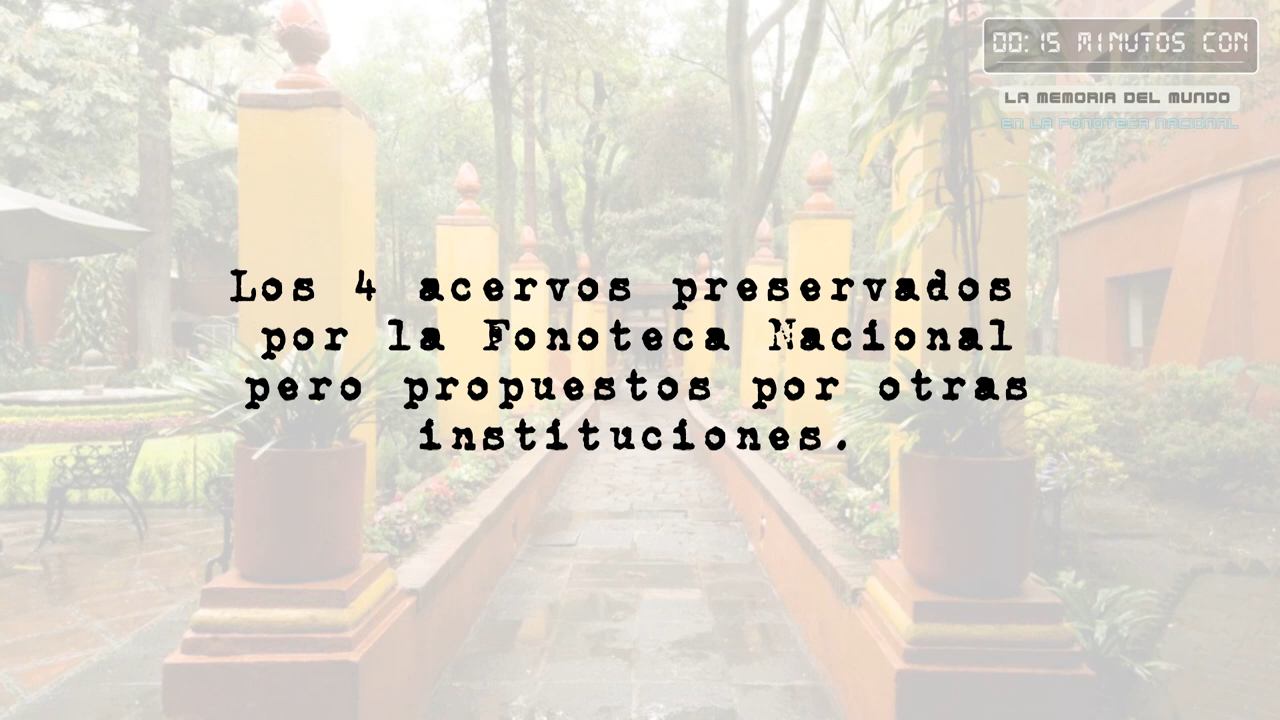 00:15 MINUTOS CON
LA MEMORIA DEL MUNDO
EN LA FONOTECA NACIONAL
Los 4 acervos preservados
por la Fonoteca Nacional
pero propuestos por otras
instituciones.